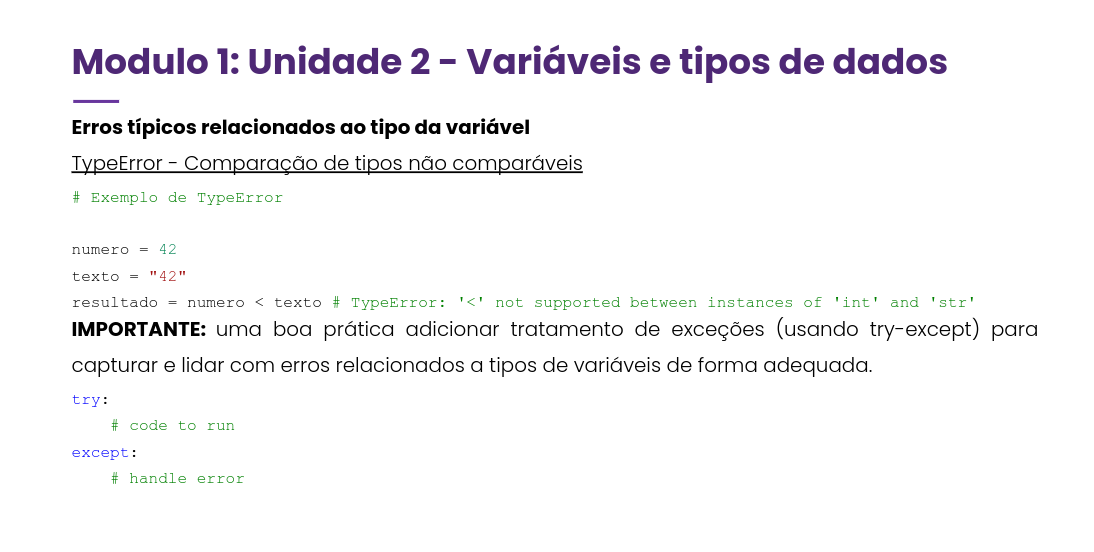 Modulo 1: Unidade 2 - Variáveis e tipos de dados
Erros típicos relacionados ao tipo da variável
TypeError - Comparação de tipos não comparáveis
# Exemplo de TypeError
numero = 42
texto = "42"
resultado = numero < texto # TypeError: '<' not supported between instances of 'int' and 'str'
IMPORTANTE: uma boa prática adicionar tratamento de exceções (usando try-except) para
capturar e lidar com erros relacionados a tipos de variáveis de forma adequada.
try:
    # code to run
except:
    # handle error